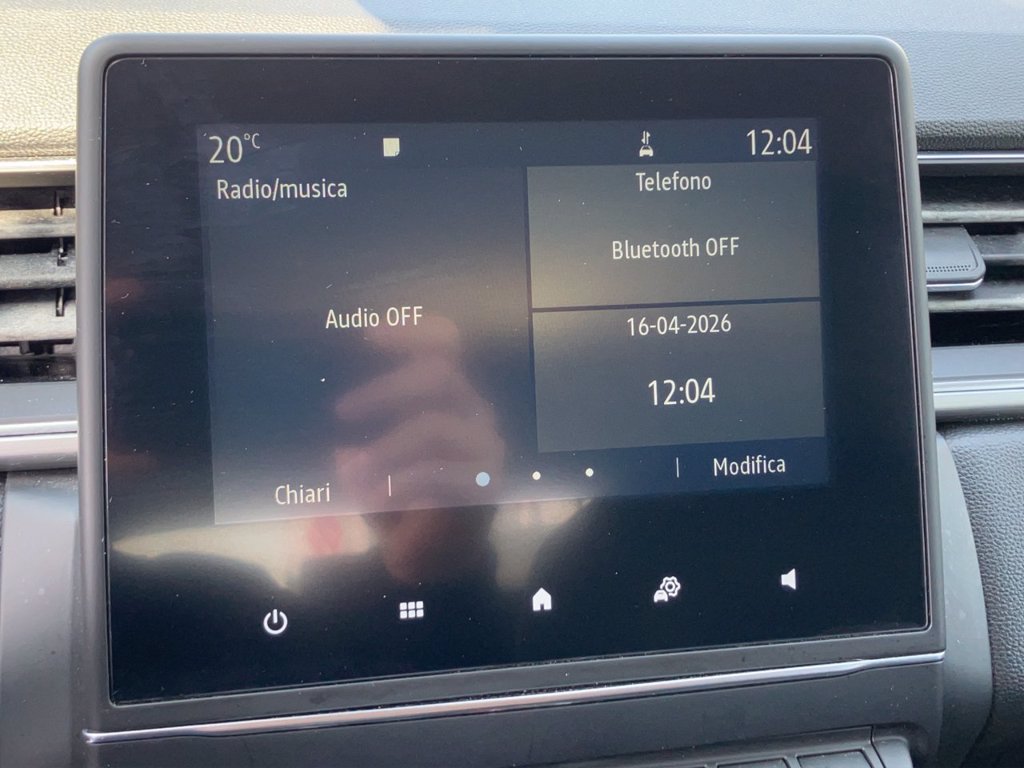 20°C
12:04
Radio/musica
Telefono
Bluetooth OFF
Audio OFF
16-04-2026
12:04
Chiari
Modifica